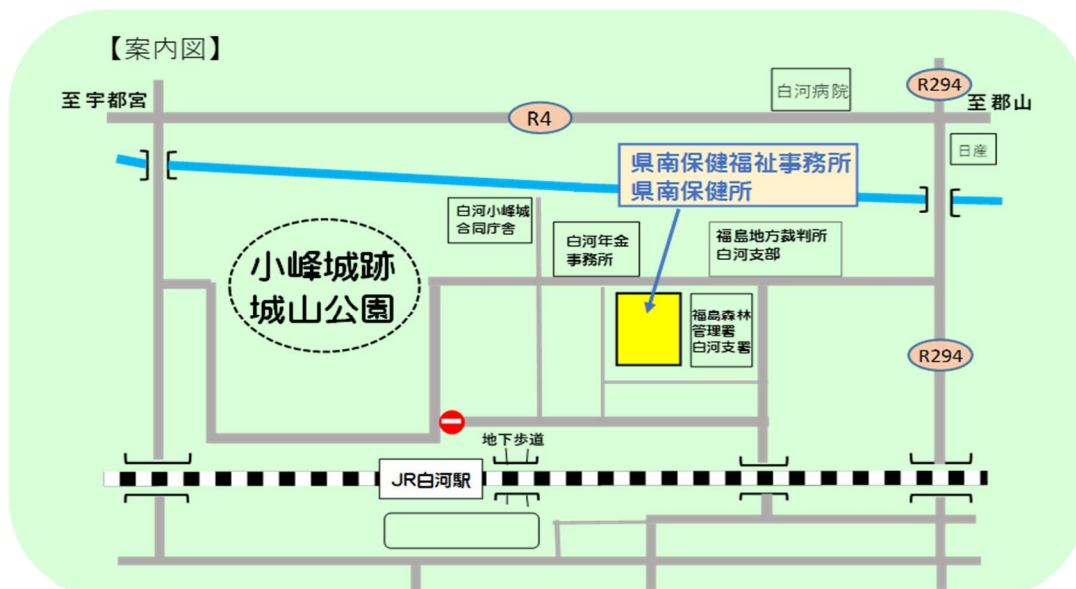 【案内図】
至宇都宮
R4
白河病院
R294
至郡山
日産
県南保健福祉事務所
県南保健所
白河小峰城
合同庁舎
白河年金
事務所
福島地方裁判所
白河支部
小峰城跡
城山公園
福島森林
管理署
白河支署
R294
地下歩道
JR白河駅